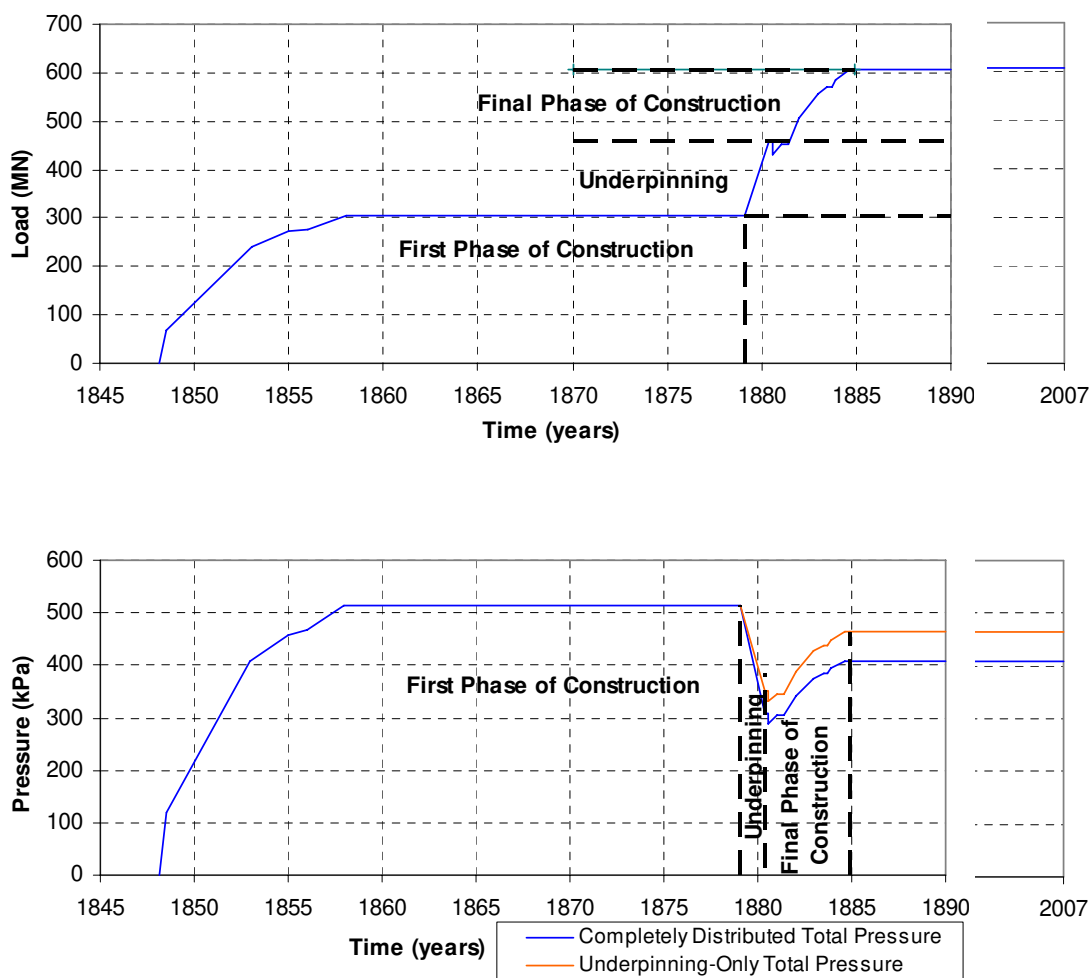 700
600
500
400
300
200
100
0
Load (MN)
Final Phase of Construction
Underpinning
First Phase of Construction
1845 1850 1855 1860 1865 1870 1875 1880 1885 1890 2007
Time (years)
600
500
400
300
200
100
0
Pressure (kPa)
First Phase of Construction
Underpinning
Final Phase of
Construction
1845 1850 1855 1860 1865 1870 1875 1880 1885 1890 2007
Time (years)
Completely Distributed Total Pressure
Underpinning-Only Total Pressure